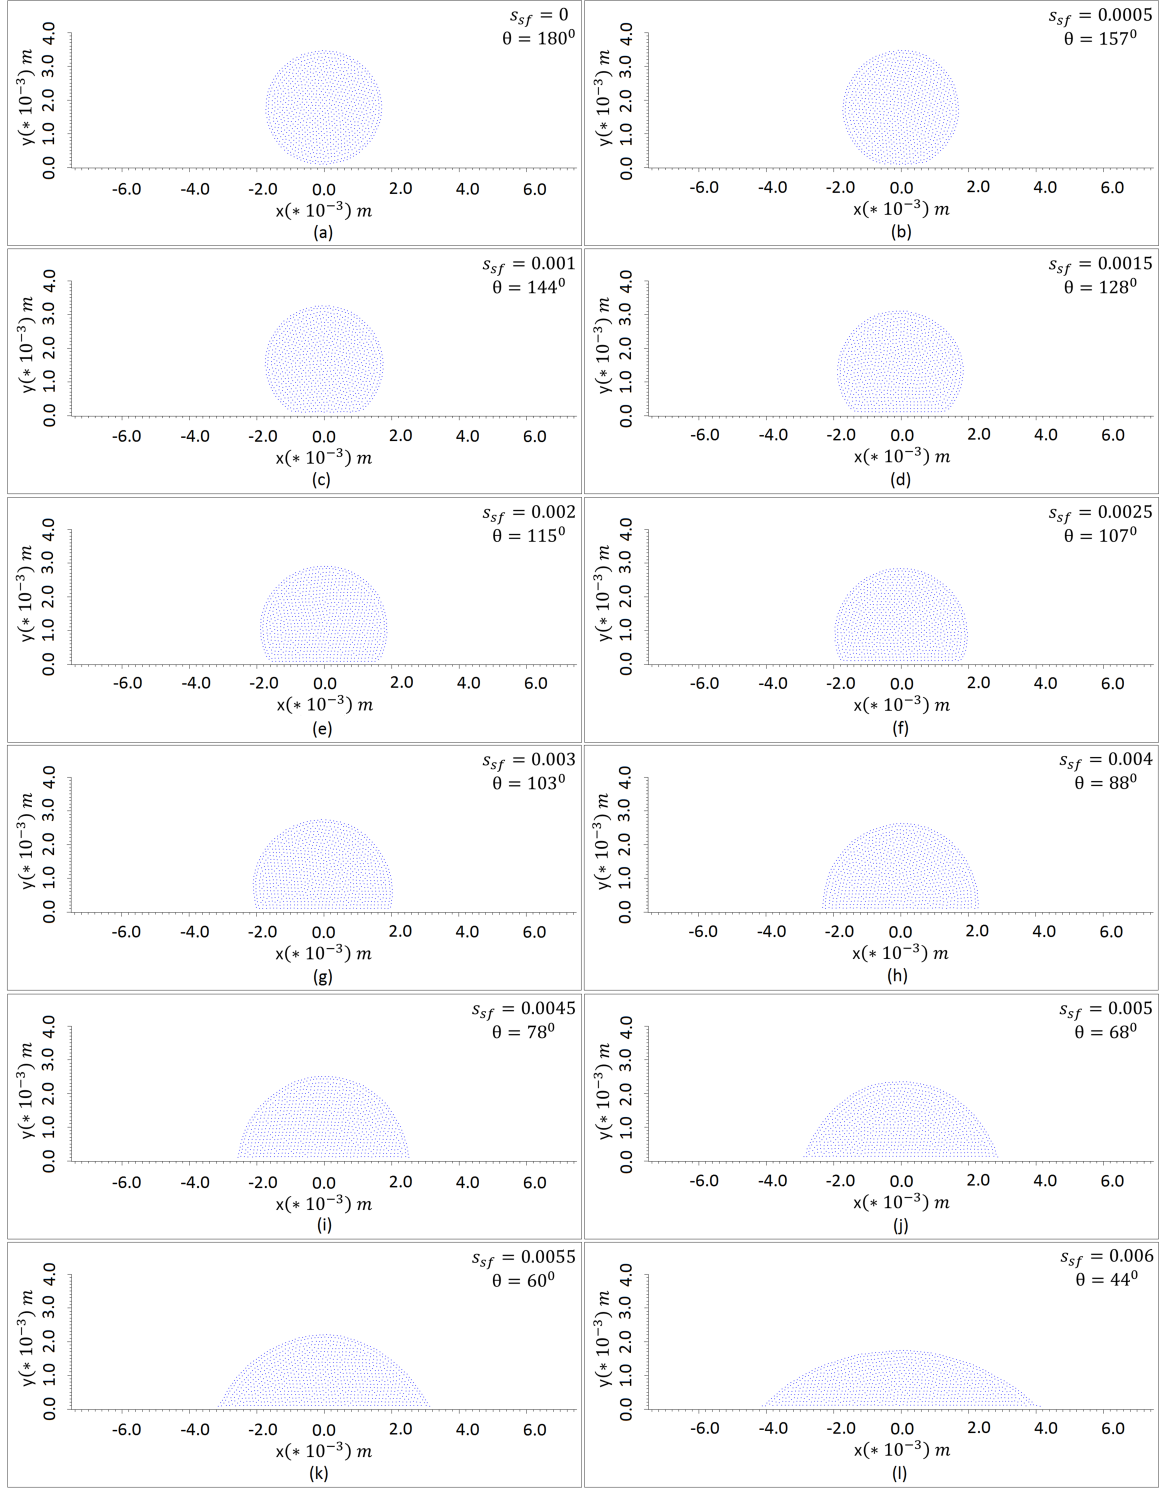 s_sf = 0
θ = 180⁰
y(* 10⁻³) m
0.0 1.0 2.0 3.0 4.0
-6.0 -4.0 -2.0 0.0 2.0 4.0 6.0
x(* 10⁻³) m
(a)
s_sf = 0.0005
θ = 157⁰
y(* 10⁻³) m
0.0 1.0 2.0 3.0 4.0
-6.0 -4.0 -2.0 0.0 2.0 4.0 6.0
x(* 10⁻³) m
(b)
s_sf = 0.001
θ = 144⁰
y(* 10⁻³) m
0.0 1.0 2.0 3.0 4.0
-6.0 -4.0 -2.0 0.0 2.0 4.0 6.0
x(* 10⁻³) m
(c)
s_sf = 0.0015
θ = 128⁰
y(* 10⁻³) m
0.0 1.0 2.0 3.0 4.0
-6.0 -4.0 -2.0 0.0 2.0 4.0 6.0
x(* 10⁻³) m
(d)
s_sf = 0.002
θ = 115⁰
y(* 10⁻³) m
0.0 1.0 2.0 3.0 4.0
-6.0 -4.0 -2.0 0.0 2.0 4.0 6.0
x(* 10⁻³) m
(e)
s_sf = 0.0025
θ = 107⁰
y(* 10⁻³) m
0.0 1.0 2.0 3.0 4.0
-6.0 -4.0 -2.0 0.0 2.0 4.0 6.0
x(* 10⁻³) m
(f)
s_sf = 0.003
θ = 103⁰
y(* 10⁻³) m
0.0 1.0 2.0 3.0 4.0
-6.0 -4.0 -2.0 0.0 2.0 4.0 6.0
x(* 10⁻³) m
(g)
s_sf = 0.004
θ = 88⁰
y(* 10⁻³) m
0.0 1.0 2.0 3.0 4.0
-6.0 -4.0 -2.0 0.0 2.0 4.0 6.0
x(* 10⁻³) m
(h)
s_sf = 0.0045
θ = 78⁰
y(* 10⁻³) m
0.0 1.0 2.0 3.0 4.0
-6.0 -4.0 -2.0 0.0 2.0 4.0 6.0
x(* 10⁻³) m
(i)
s_sf = 0.005
θ = 68⁰
y(* 10⁻³) m
0.0 1.0 2.0 3.0 4.0
-6.0 -4.0 -2.0 0.0 2.0 4.0 6.0
x(* 10⁻³) m
(j)
s_sf = 0.0055
θ = 60⁰
y(* 10⁻³) m
0.0 1.0 2.0 3.0 4.0
-6.0 -4.0 -2.0 0.0 2.0 4.0 6.0
x(* 10⁻³) m
(k)
s_sf = 0.006
θ = 44⁰
y(* 10⁻³) m
0.0 1.0 2.0 3.0 4.0
-6.0 -4.0 -2.0 0.0 2.0 4.0 6.0
x(* 10⁻³) m
(l)